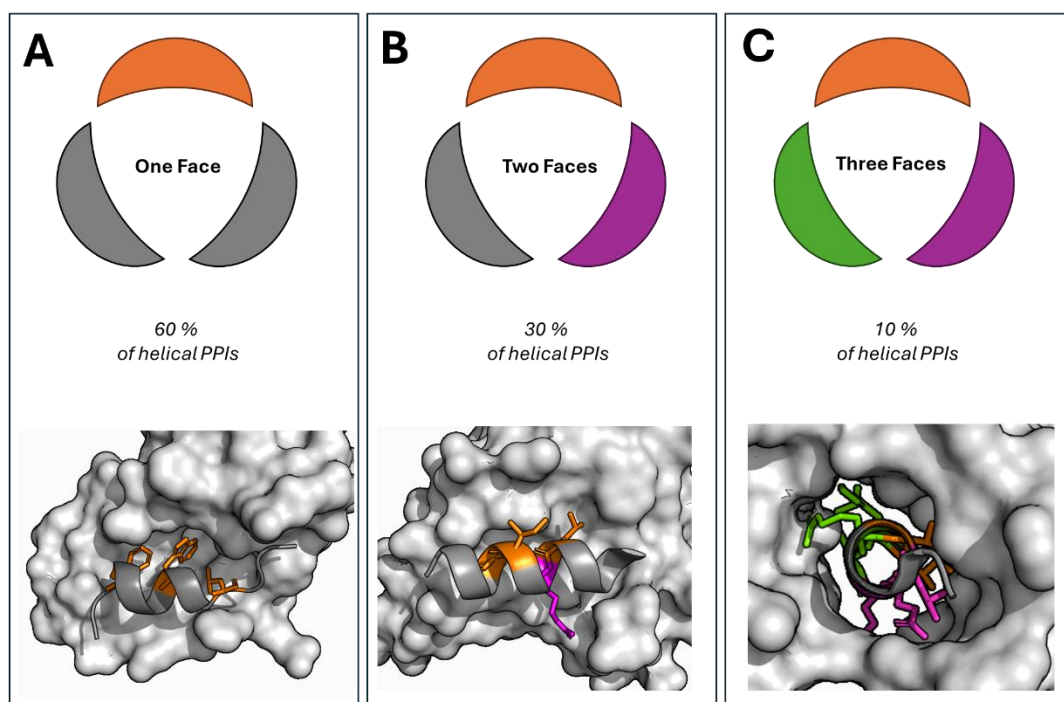 A
One Face
60 %
of helical PPIs
B
Two Faces
30 %
of helical PPIs
C
Three Faces
10 %
of helical PPIs